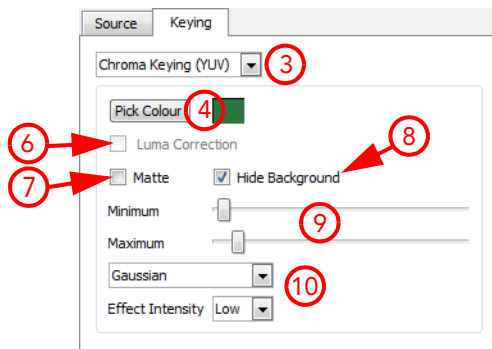 Source Keying
Chroma Keying (YUV) 3
Pick Colour 4
6 Luma Correction 8
7 Matte Hide Background
Minimum 9
Maximum
Gaussian 10
Effect Intensity Low